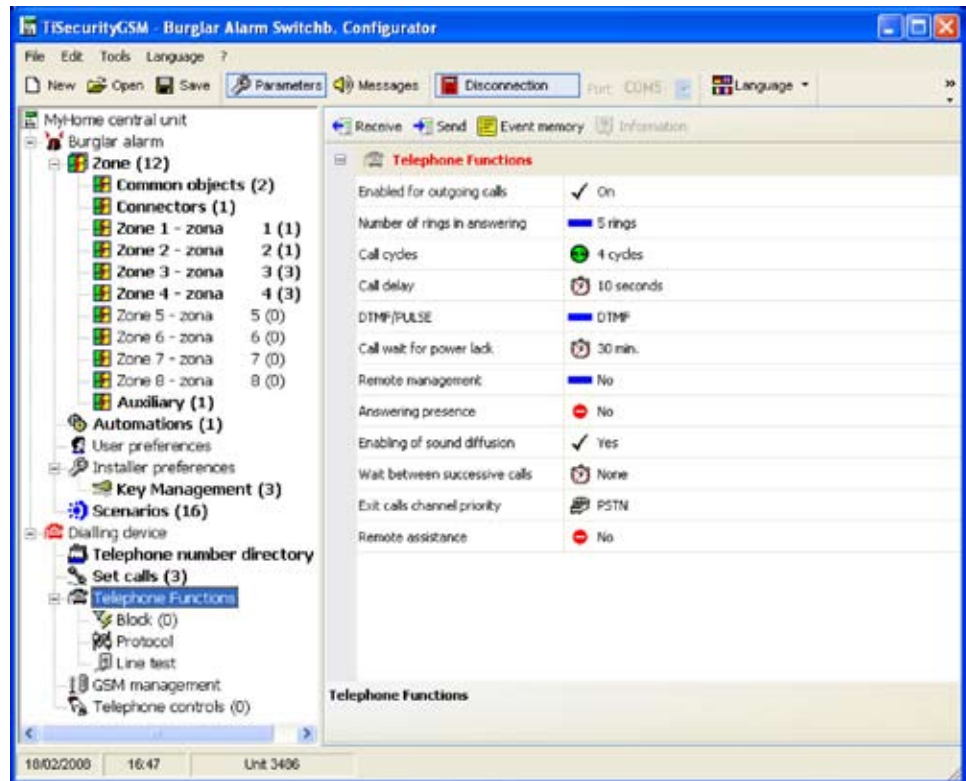 TiSecurityGSM - Burglar Alarm Switchb. Configurator
File Edit Tools Language ?
New Open Save Parameters Messages Disconnection Port: COM5 Language »
MyHome central unit
Burglar alarm
Zone (12)
Common objects (2)
Connectors (1)
Zone 1 - zona 1 (1)
Zone 2 - zona 2 (1)
Zone 3 - zona 3 (3)
Zone 4 - zona 4 (3)
Zone 5 - zona 5 (0)
Zone 6 - zona 6 (0)
Zone 7 - zona 7 (0)
Zone 8 - zona 8 (0)
Auxiliary (1)
Automations (1)
User preferences
Installer preferences
Key Management (3)
Scenarios (16)
Dialling device
Telephone number directory
Set calls (3)
Telephone Functions
Block (0)
Protocol
Line test
GSM management
Telephone controls (0)
Receive Send Event memory Information
Telephone Functions
Enabled for outgoing calls On
Number of rings in answering 5 rings
Call cycles 4 cycles
Call delay 10 seconds
DTMF/PULSE DTMF
Call wait for power lack 30 min.
Remote management No
Answering presence No
Enabling of sound diffusion Yes
Wait between successive calls None
Exit calls channel priority PSTN
Remote assistance No
Telephone Functions
18/02/2008 16:47 Unit 3486